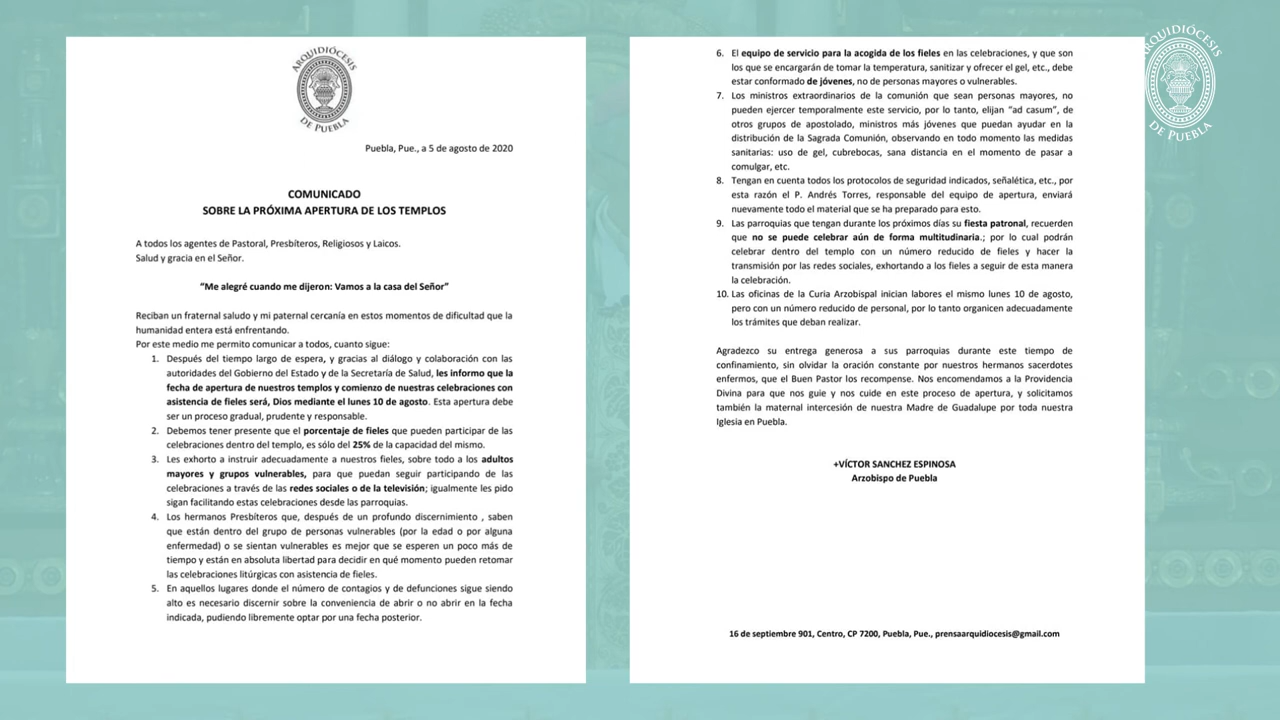 ARQUIDIÓCESIS
DE PUEBLA
Puebla, Pue., a 5 de agosto de 2020
COMUNICADO
SOBRE LA PRÓXIMA APERTURA DE LOS TEMPLOS
A todos los agentes de Pastoral, Presbíteros, Religiosos y Laicos.
Salud y gracia en el Señor.
“Me alegré cuando me dijeron: Vamos a la casa del Señor”
Reciban un fraternal saludo y mi paternal cercanía en estos momentos de dificultad que la
humanidad entera está enfrentando.
Por este medio me permito comunicar a todos, cuanto sigue:
1. Después del tiempo largo de espera, y gracias al diálogo y colaboración con las
autoridades del Gobierno del Estado y de la Secretaría de Salud, les informo que la
fecha de apertura de nuestros templos y comienzo de nuestras celebraciones con
asistencia de fieles será, Dios mediante el lunes 10 de agosto. Esta apertura debe
ser un proceso gradual, prudente y responsable.
2. Debemos tener presente que el porcentaje de fieles que pueden participar de las
celebraciones dentro del templo, es sólo del 25% de la capacidad del mismo.
3. Les exhorto a instruir adecuadamente a nuestros fieles, sobre todo a los adultos
mayores y grupos vulnerables, para que puedan seguir participando de las
celebraciones a través de las redes sociales o de la televisión; igualmente les pido
sigan facilitando estas celebraciones desde las parroquias.
4. Los hermanos Presbíteros que, después de un profundo discernimiento , saben
que están dentro del grupo de personas vulnerables (por la edad o por alguna
enfermedad) o se sientan vulnerables es mejor que se esperen un poco más de
tiempo y están en absoluta libertad para decidir en qué momento pueden retomar
las celebraciones litúrgicas con asistencia de fieles.
5. En aquellos lugares donde el número de contagios y de defunciones sigue siendo
alto es necesario discernir sobre la conveniencia de abrir o no abrir en la fecha
indicada, pudiendo libremente optar por una fecha posterior.
6. El equipo de servicio para la acogida de los fieles en las celebraciones, y que son
los que se encargarán de tomar la temperatura, sanitizar y ofrecer el gel, etc., debe
estar conformado de jóvenes, no de personas mayores o vulnerables.
7. Los ministros extraordinarios de la comunión que sean personas mayores, no
pueden ejercer temporalmente este servicio, por lo tanto, elijan “ad casum”, de
otros grupos de apostolado, ministros más jóvenes que puedan ayudar en la
distribución de la Sagrada Comunión, observando en todo momento las medidas
sanitarias: uso de gel, cubrebocas, sana distancia en el momento de pasar a
comulgar, etc.
8. Tengan en cuenta todos los protocolos de seguridad indicados, señalética, etc., por
esta razón el P. Andrés Torres, responsable del equipo de apertura, enviará
nuevamente todo el material que se ha preparado para esto.
9. Las parroquias que tengan durante los próximos días su fiesta patronal, recuerden
que no se puede celebrar aún de forma multitudinaria.; por lo cual podrán
celebrar dentro del templo con un número reducido de fieles y hacer la
transmisión por las redes sociales, exhortando a los fieles a seguir de esta manera
la celebración.
10. Las oficinas de la Curia Arzobispal inician labores el mismo lunes 10 de agosto,
pero con un número reducido de personal, por lo tanto organicen adecuadamente
los trámites que deban realizar.
Agradezco su entrega generosa a sus parroquias durante este tiempo de
confinamiento, sin olvidar la oración constante por nuestros hermanos sacerdotes
enfermos, que el Buen Pastor los recompense. Nos encomendamos a la Providencia
Divina para que nos guie y nos cuide en este proceso de apertura, y solicitamos
también la maternal intercesión de nuestra Madre de Guadalupe por toda nuestra
Iglesia en Puebla.
+VÍCTOR SANCHEZ ESPINOSA
Arzobispo de Puebla
16 de septiembre 901, Centro, CP 7200, Puebla, Pue., prensaarquidiocesis@gmail.com
ARQUIDIÓCESIS
DE PUEBLA